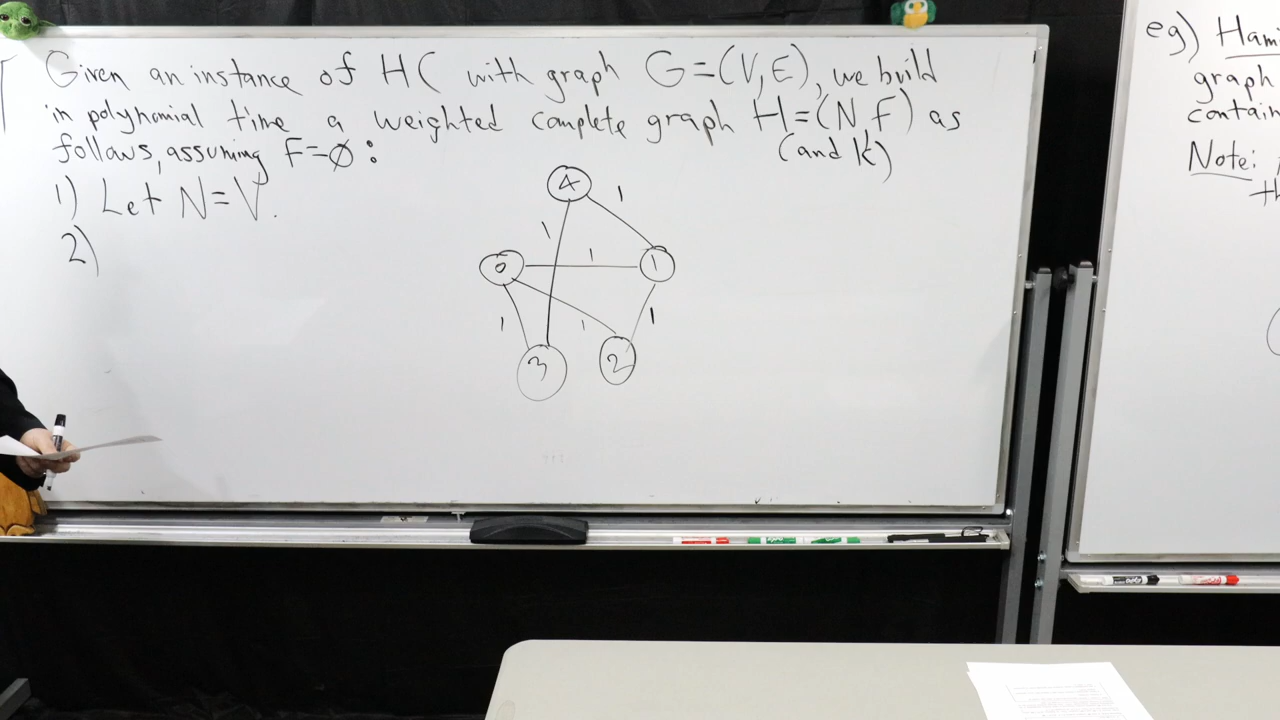 Given an instance of HC with graph G=(V,E), we build
in polynomial time a weighted complete graph H=(N,F) as
follows, assuming F=∅: (and k)
1) Let N=V.
2)
4
1
1
1
0
1
1
1
1
3
2
eg) Hami
graph
contain
Note:
th